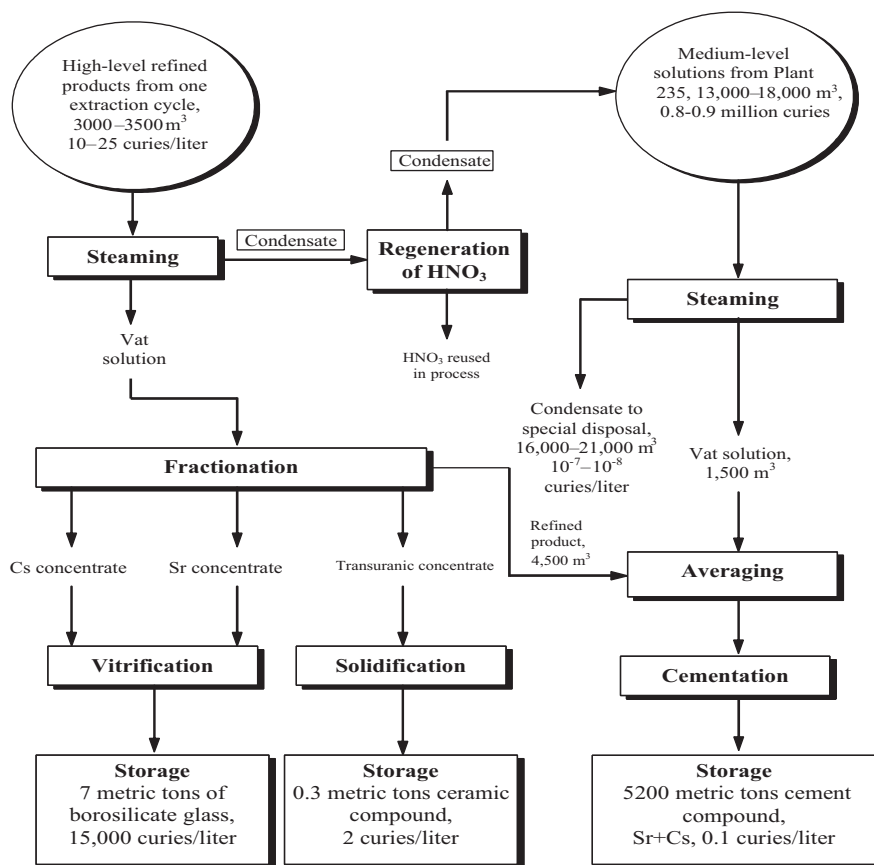 High-level refined
products from one
extraction cycle,
3000–3500 m³
10–25 curies/liter
Medium-level
solutions from Plant
235, 13,000–18,000 m³,
0.8-0.9 million curies
Condensate
Steaming
Condensate
Regeneration
of HNO₃
Steaming
Vat
solution
HNO₃ reused
in process
Condensate to
special disposal,
16,000–21,000 m³
10⁻⁷–10⁻⁸
curies/liter
Vat solution,
1,500 m³
Fractionation
Refined
product,
4,500 m³
Cs concentrate
Sr concentrate
Transuranic concentrate
Averaging
Vitrification
Solidification
Cementation
Storage
7 metric tons of
borosilicate glass,
15,000 curies/liter
Storage
0.3 metric tons ceramic
compound,
2 curies/liter
Storage
5200 metric tons cement
compound,
Sr+Cs, 0.1 curies/liter